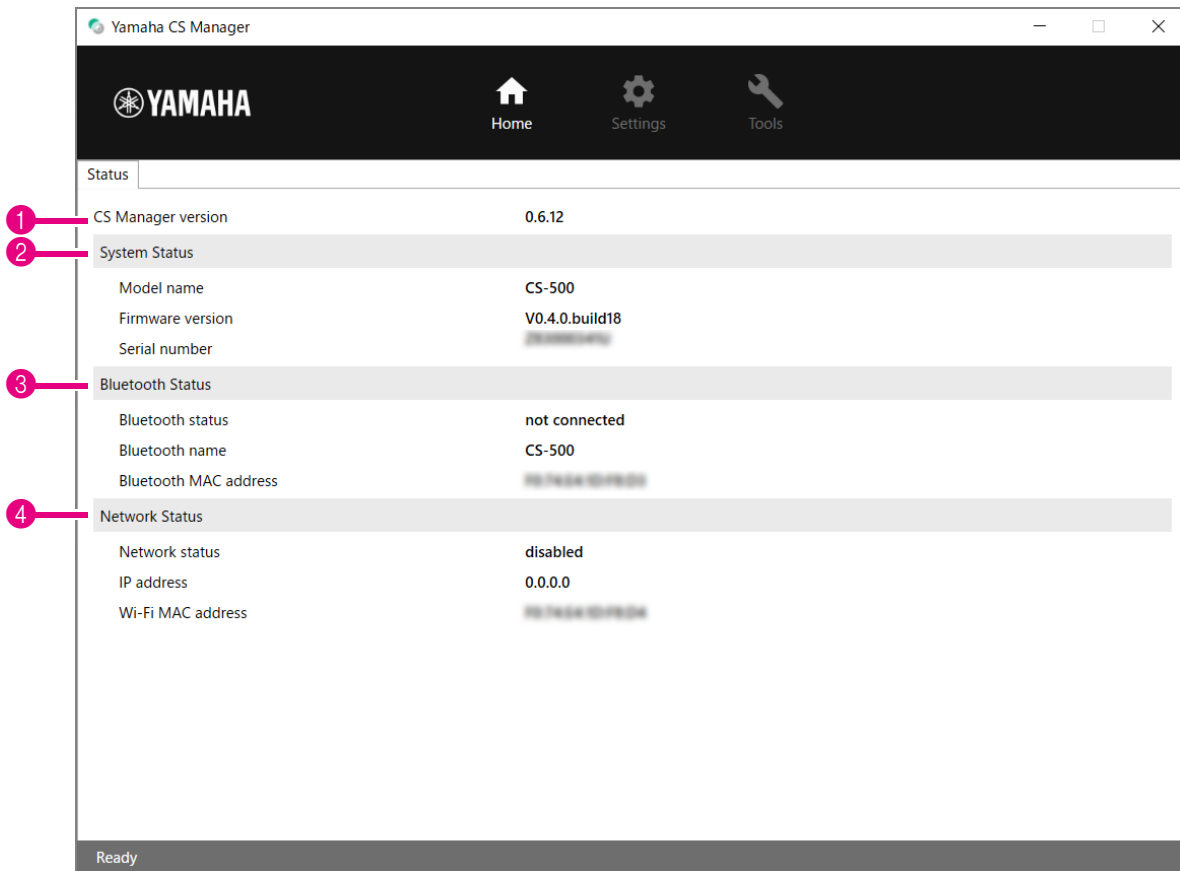 Yamaha CS Manager
YAMAHA
Home Settings Tools
Status
1 CS Manager version 0.6.12
2 System Status
Model name CS-500
Firmware version V0.4.0.build18
Serial number
3 Bluetooth Status
Bluetooth status not connected
Bluetooth name CS-500
Bluetooth MAC address
4 Network Status
Network status disabled
IP address 0.0.0.0
Wi-Fi MAC address
Ready